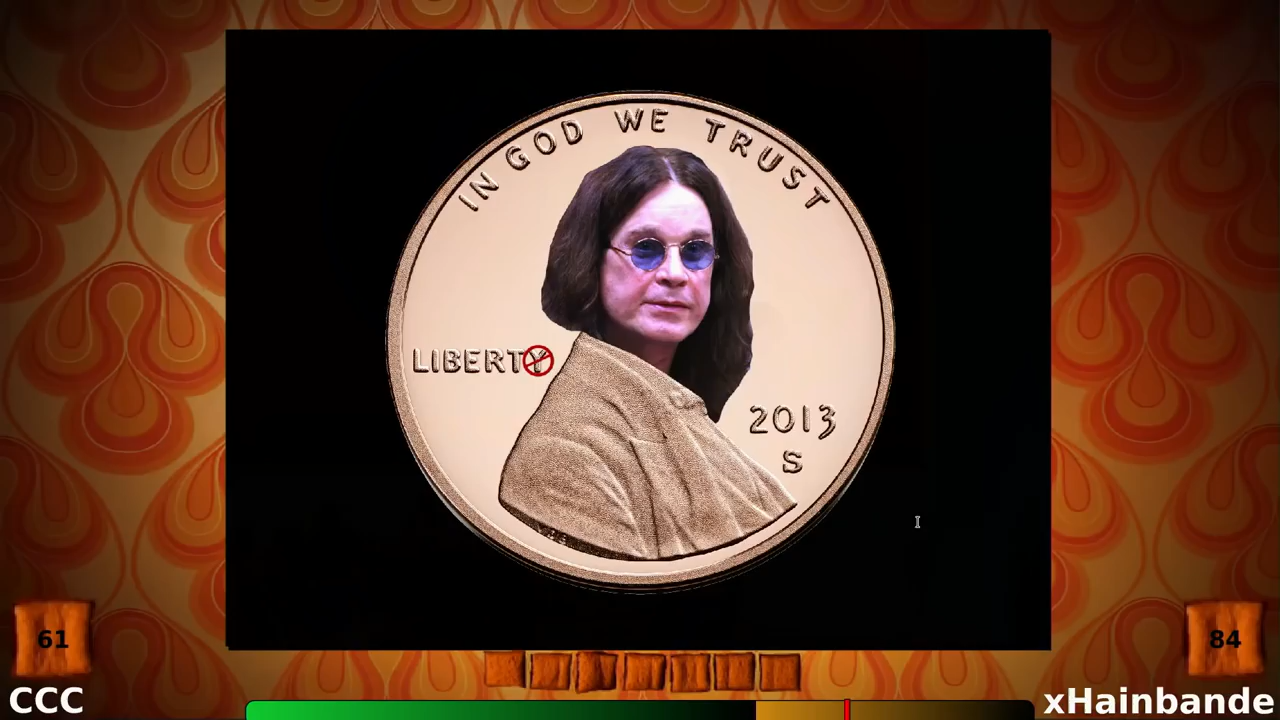 IN GOD WE TRUST
LIBERTY
2013
S
61
84
CCC
xHainbande